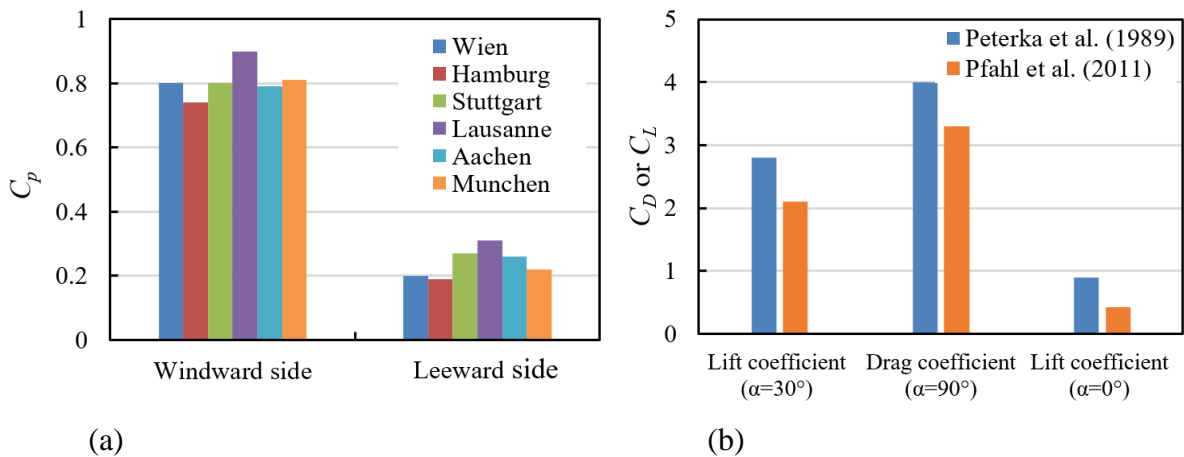 1
0.8
0.6
0.4
0.2
0
C_p
Wien
Hamburg
Stuttgart
Lausanne
Aachen
Munchen
Windward side
Leeward side
(a)
5
4
3
2
1
0
C_D or C_L
Peterka et al. (1989)
Pfahl et al. (2011)
Lift coefficient
(α=30°)
Drag coefficient
(α=90°)
Lift coefficient
(α=0°)
(b)